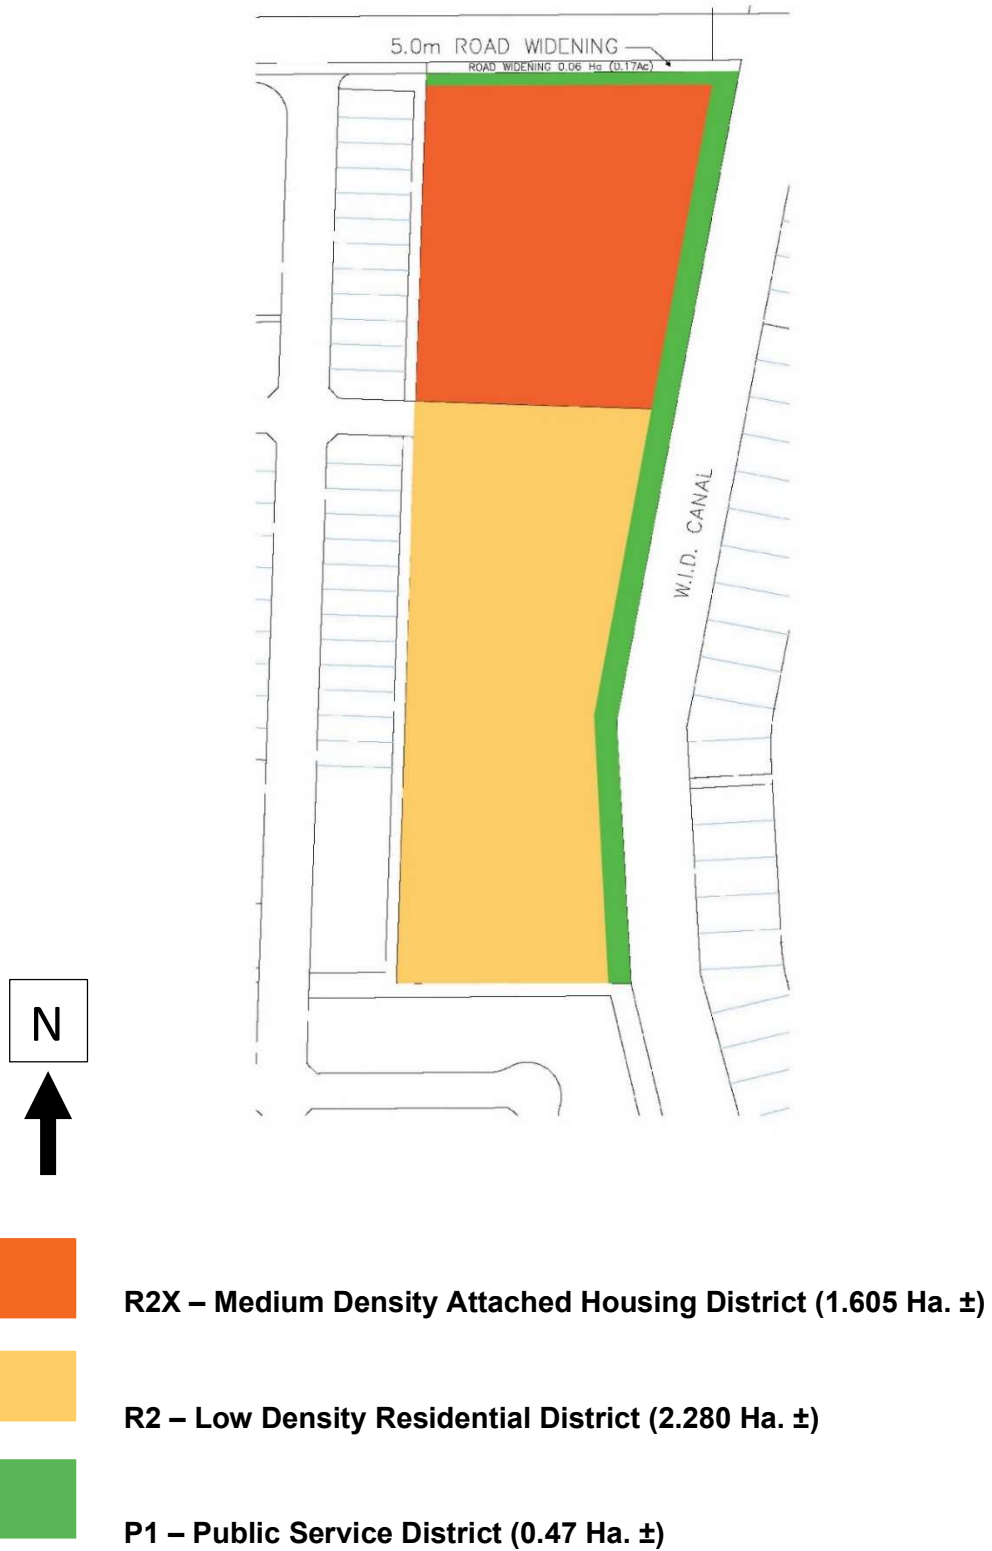 5.0m ROAD WIDENING
ROAD WIDENING 0.06 Ha (0.17Ac)
W.I.D. CANAL
N
R2X – Medium Density Attached Housing District (1.605 Ha. ±)
R2 – Low Density Residential District (2.280 Ha. ±)
P1 – Public Service District (0.47 Ha. ±)